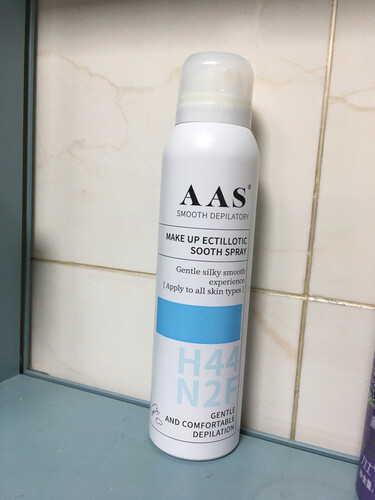 AAS®
SMOOTH DEPILATORY
MAKE UP ECTILLOTIC
SOOTH SPRAY
Gentle silky smooth
experience
[ Apply to all skin types ]
H44
N2F
GENTLE
AND COMFORTABLE
DEPILATION